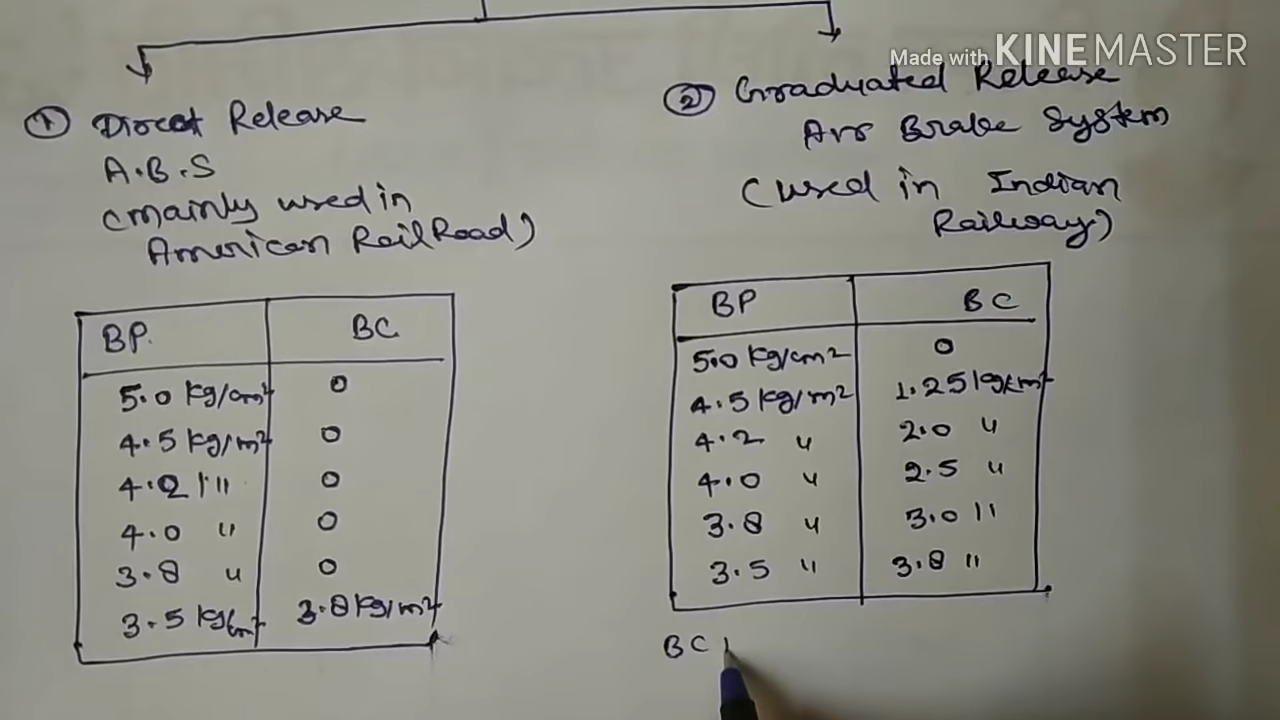 Made with KINEMASTER
① Direct Release
A.B.S
(mainly used in
American RailRoad)
BP. BC
5.0 kg/cm² 0
4.5 kg/m² 0
4.2 " 0
4.0 " 0
3.8 " 0
3.5 kg/m² 3.8 kg/m²
② Graduated Release
Air Brake System
(used in Indian
Railway)
BP BC
5.0 kg/cm² 0
4.5 kg/m² 1.25 kg/cm²
4.2 " 2.0 "
4.0 " 2.5 "
3.8 " 3.0 "
3.5 " 3.8 "
BC